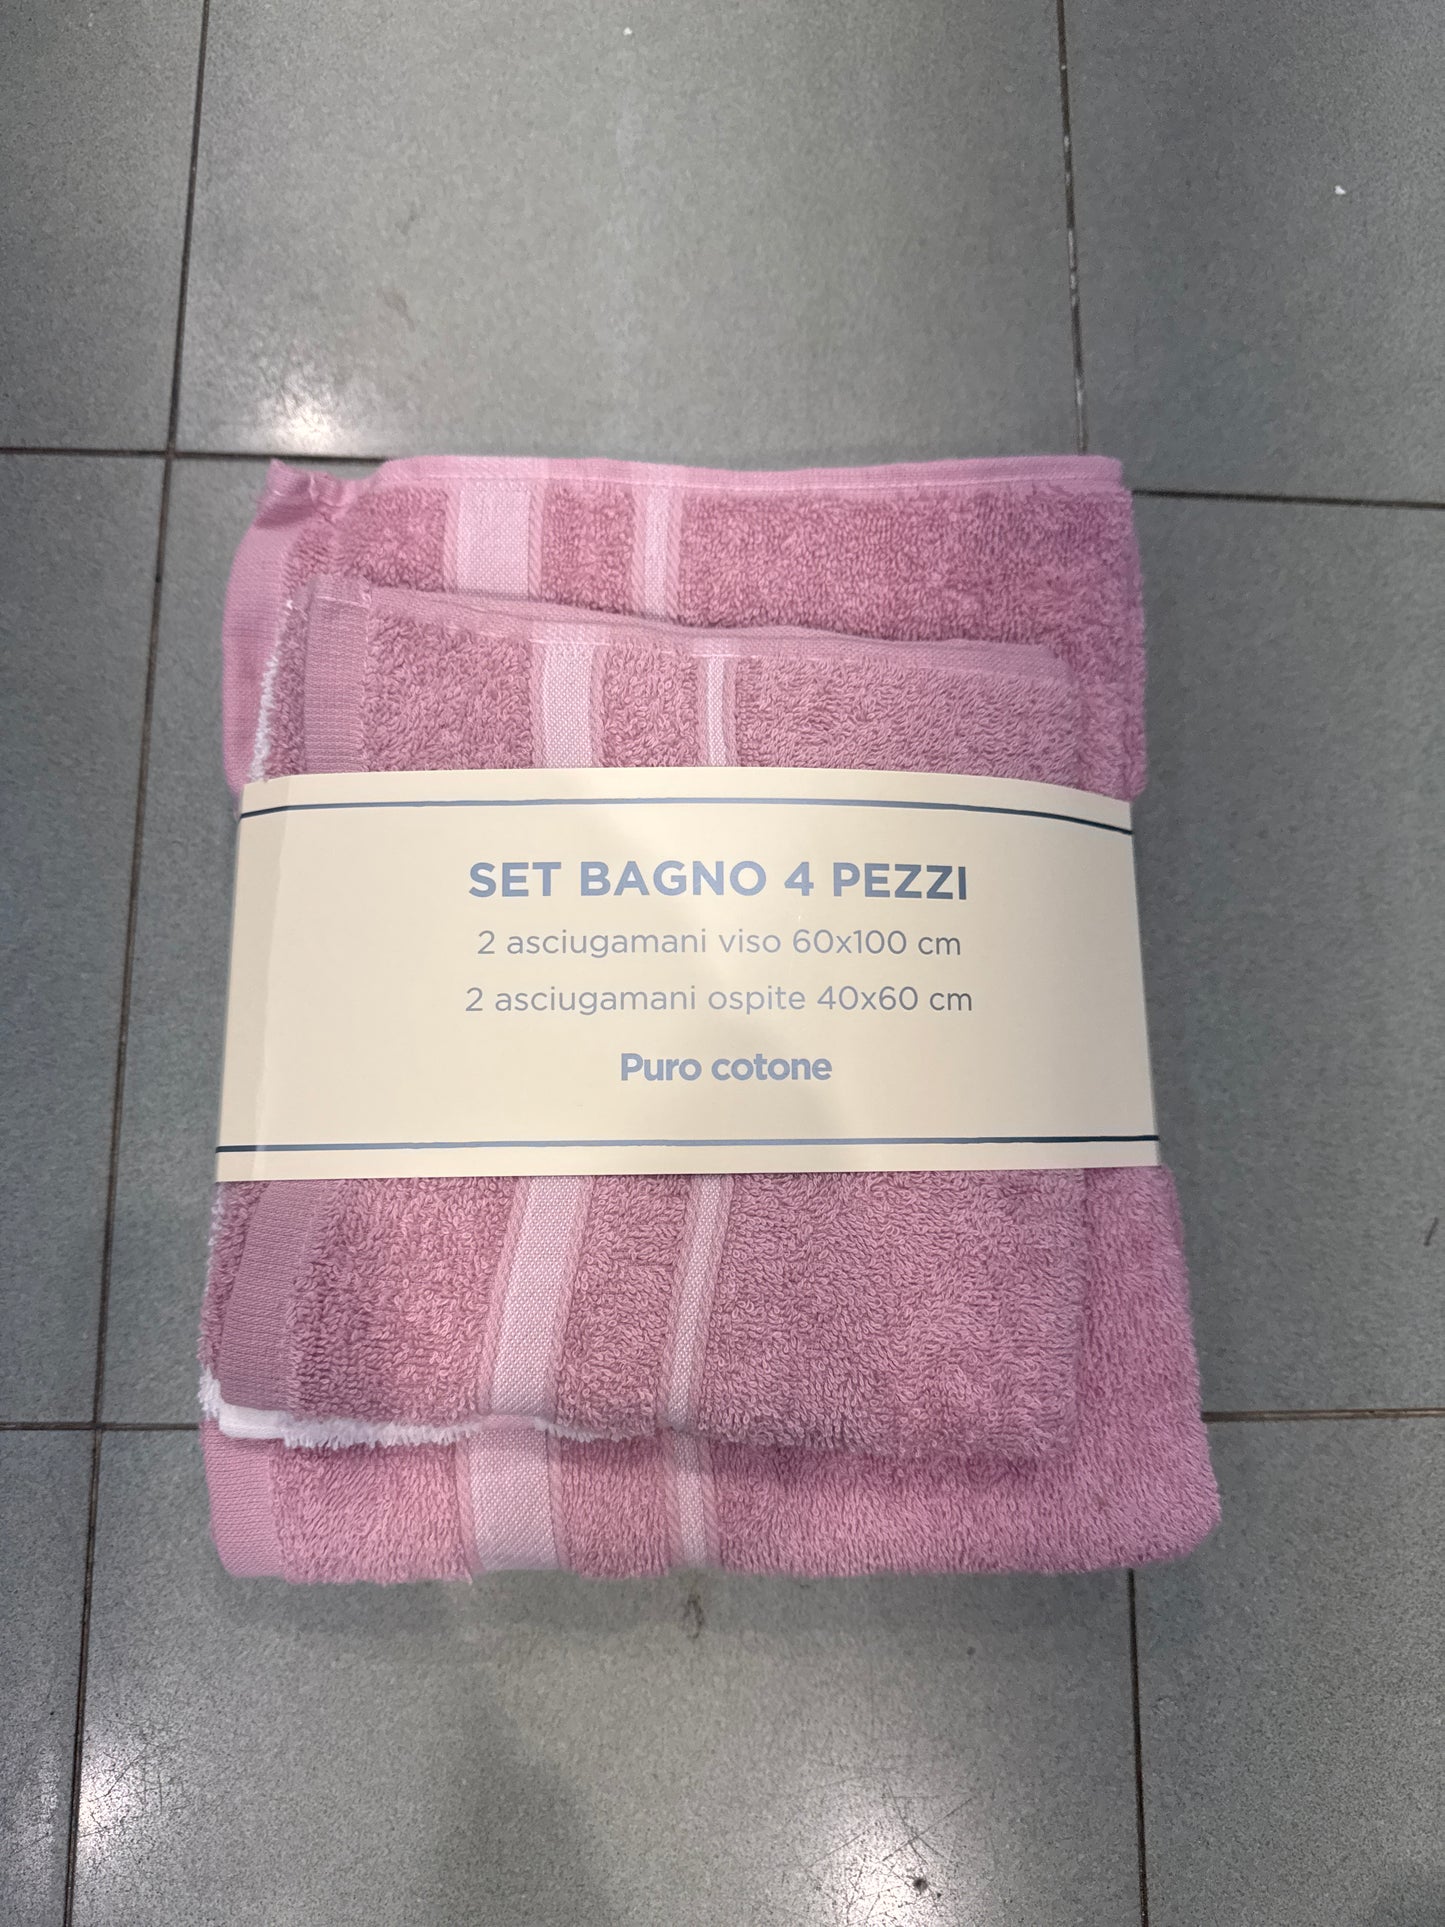 SET BAGNO 4 PEZZI
2 asciugamani viso 60x100 cm
2 asciugamani ospite 40x60 cm
Puro cotone